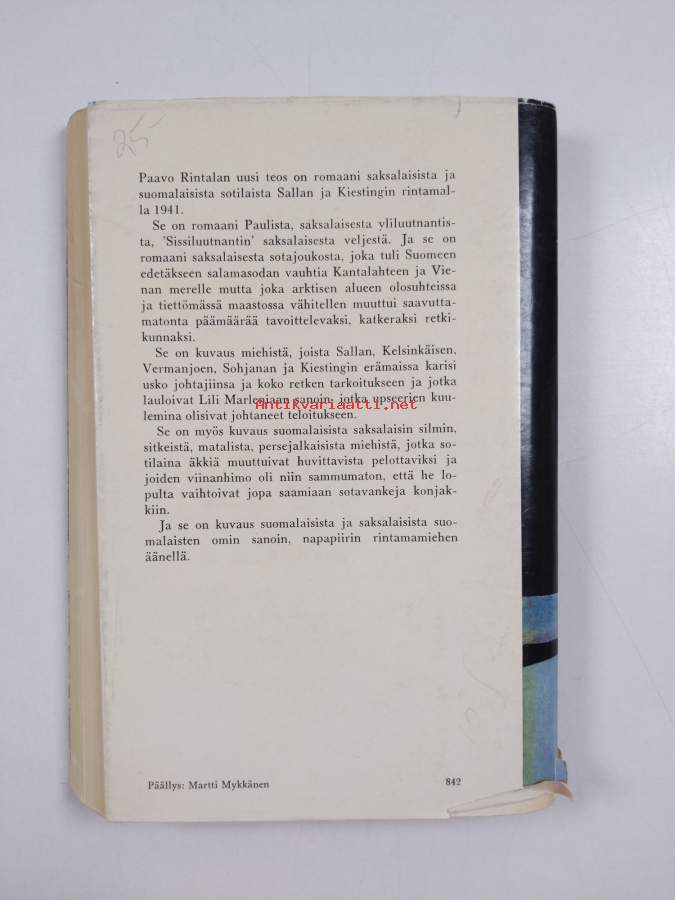 25-
Paavo Rintalan uusi teos on romaani saksalaisista ja
suomalaisista sotilaista Sallan ja Kiestingin rintamal-
la 1941.
Se on romaani Paulista, saksalaisesta yliluutnantis-
ta, 'Sissiluutnantin' saksalaisesta veljestä. Ja se on
romaani saksalaisesta sotajoukosta, joka tuli Suomeen
edetäkseen salamasodan vauhtia Kantalahteen ja Vie-
nan merelle mutta joka arktisen alueen olosuhteissa
ja tiettömässä maastossa vähitellen muuttui saavutta-
matonta päämäärää tavoittelevaksi, katkeraksi retki-
kunnaksi.
Se on kuvaus miehistä, joista Sallan, Kelsinkäisen,
Vermanjoen, Sohjanan ja Kiestingin erämaissa karisi
usko johtajiinsa ja koko retken tarkoitukseen ja jotka
lauloivat Lili Marleniaan sanoin, jotka upseerien kuu-
lemina olisivat johtaneet teloitukseen.
Antikvariaatti.net
Se on myös kuvaus suomalaisista saksalaisin silmin,
sitkeistä, matalista, persejalkaisista miehistä, jotka so-
tilaina äkkiä muuttuivat huvittavista pelottaviksi ja
joiden viinanhimo oli niin sammumaton, että he lo-
pulta vaihtoivat jopa saamiaan sotavankeja konjak-
kiin.
Ja se on kuvaus suomalaisista ja saksalaisista suo-
malaisten omin sanoin, napapiirin rintamamiehen
äänellä.
Päällys: Martti Mykkänen
842